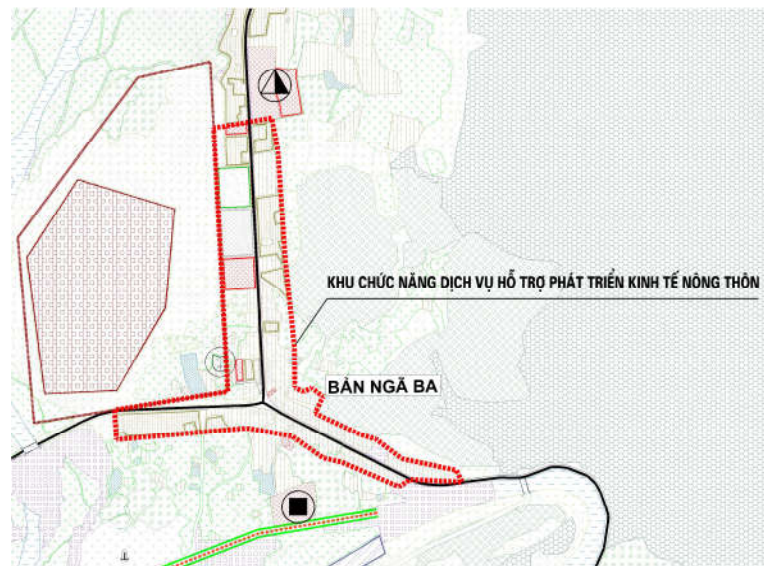 KHU CHỨC NĂNG DỊCH VỤ HỖ TRỢ PHÁT TRIỂN KINH TẾ NÔNG THÔN
BẢN NGÃ BA